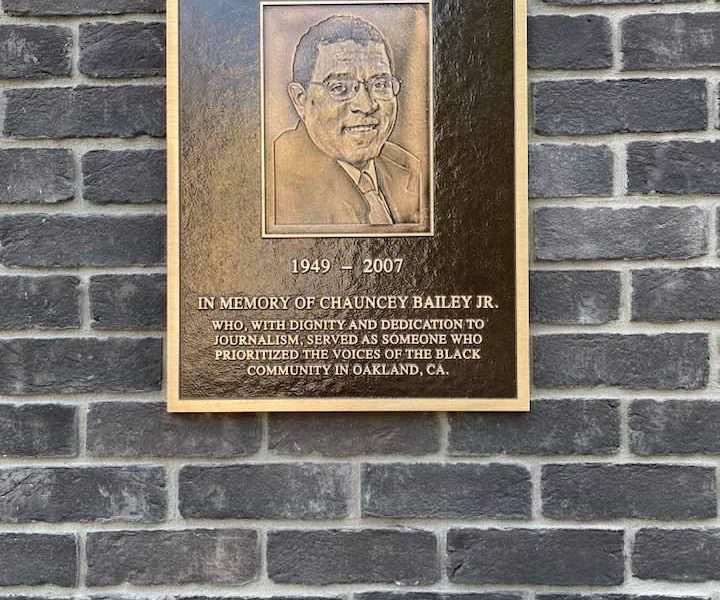 1949 – 2007
IN MEMORY OF CHAUNCEY BAILEY JR.
WHO, WITH DIGNITY AND DEDICATION TO
JOURNALISM, SERVED AS SOMEONE WHO
PRIORITIZED THE VOICES OF THE BLACK
COMMUNITY IN OAKLAND, CA.